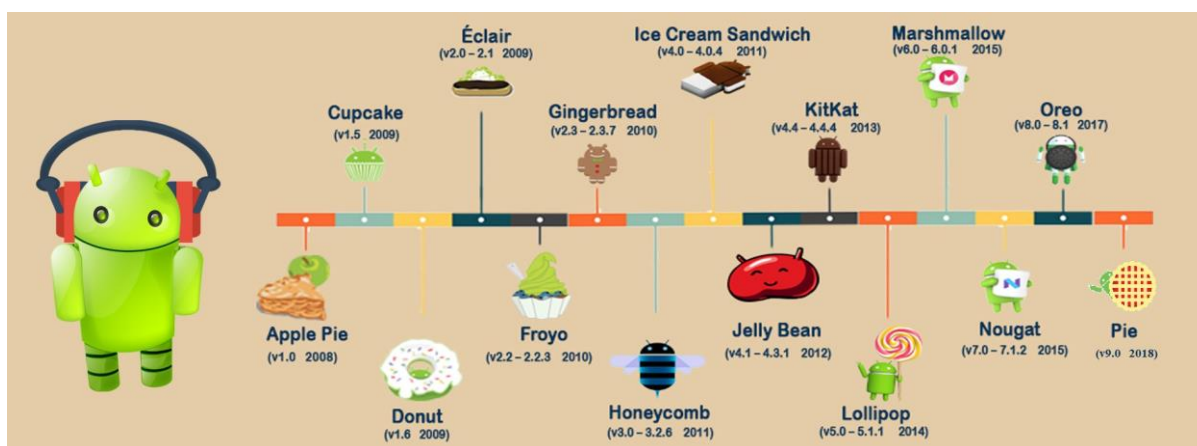 Apple Pie
(v1.0 2008)
Cupcake
(v1.5 2009)
Donut
(v1.6 2009)
Éclair
(v2.0 – 2.1 2009)
Froyo
(v2.2 – 2.2.3 2010)
Gingerbread
(v2.3 – 2.3.7 2010)
Honeycomb
(v3.0 – 3.2.6 2011)
Ice Cream Sandwich
(v4.0 – 4.0.4 2011)
Jelly Bean
(v4.1 – 4.3.1 2012)
KitKat
(v4.4 – 4.4.4 2013)
Lollipop
(v5.0 – 5.1.1 2014)
Marshmallow
(v6.0 – 6.0.1 2015)
Nougat
(v7.0 – 7.1.2 2015)
Oreo
(v8.0 – 8.1 2017)
Pie
(v9.0 2018)